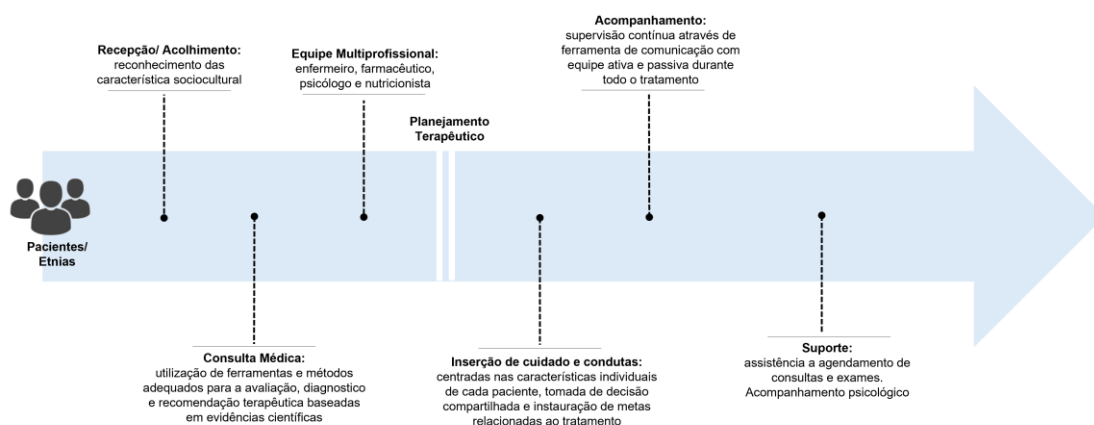 Pacientes/
Etnias
Recepção/ Acolhimento:
reconhecimento das
característica sociocultural
Consulta Médica:
utilização de ferramentas e métodos
adequados para a avaliação, diagnostico
e recomendação terapêutica baseadas
em evidências científicas
Equipe Multiprofissional:
enfermeiro, farmacêutico,
psicólogo e nutricionista
Planejamento
Terapêutico
Inserção de cuidado e condutas:
centradas nas características individuais
de cada paciente, tomada de decisão
compartilhada e instauração de metas
relacionadas ao tratamento
Acompanhamento:
supervisão contínua através de
ferramenta de comunicação com
equipe ativa e passiva durante
todo o tratamento
Suporte:
assistência a agendamento de
consultas e exames.
Acompanhamento psicológico